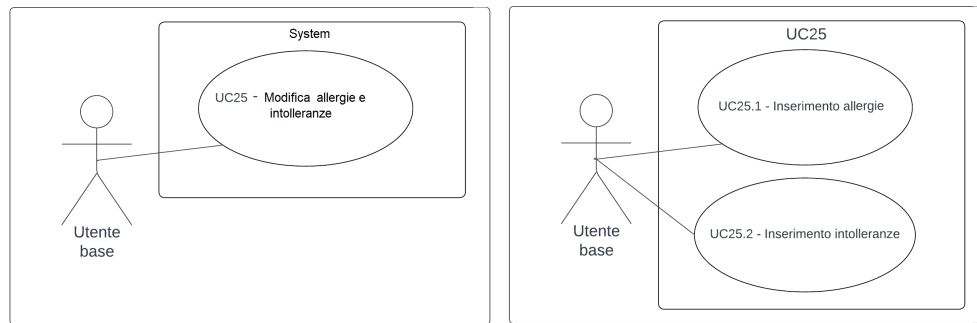 System
UC25 - Modifica allergie e
intolleranze
Utente
base
UC25
UC25.1 - Inserimento allergie
UC25.2 - Inserimento intolleranze
Utente
base